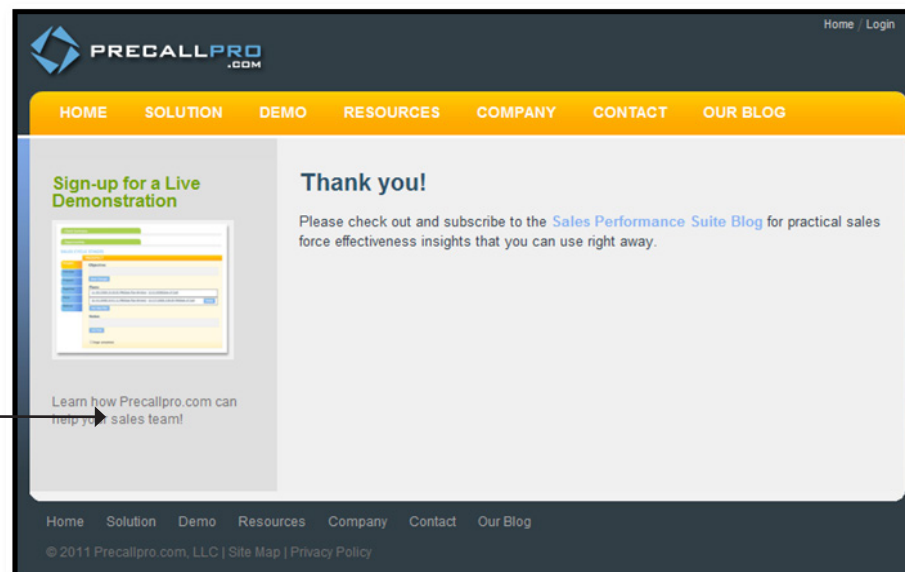 Home / Login
PRECALLPRO
.COM
HOME SOLUTION DEMO RESOURCES COMPANY CONTACT OUR BLOG
Sign-up for a Live
Demonstration
Thank you!
Please check out and subscribe to the Sales Performance Suite Blog for practical sales
force effectiveness insights that you can use right away.
Learn how Precallpro.com can
help your sales team!
Home Solution Demo Resources Company Contact Our Blog
© 2011 Precallpro.com, LLC | Site Map | Privacy Policy